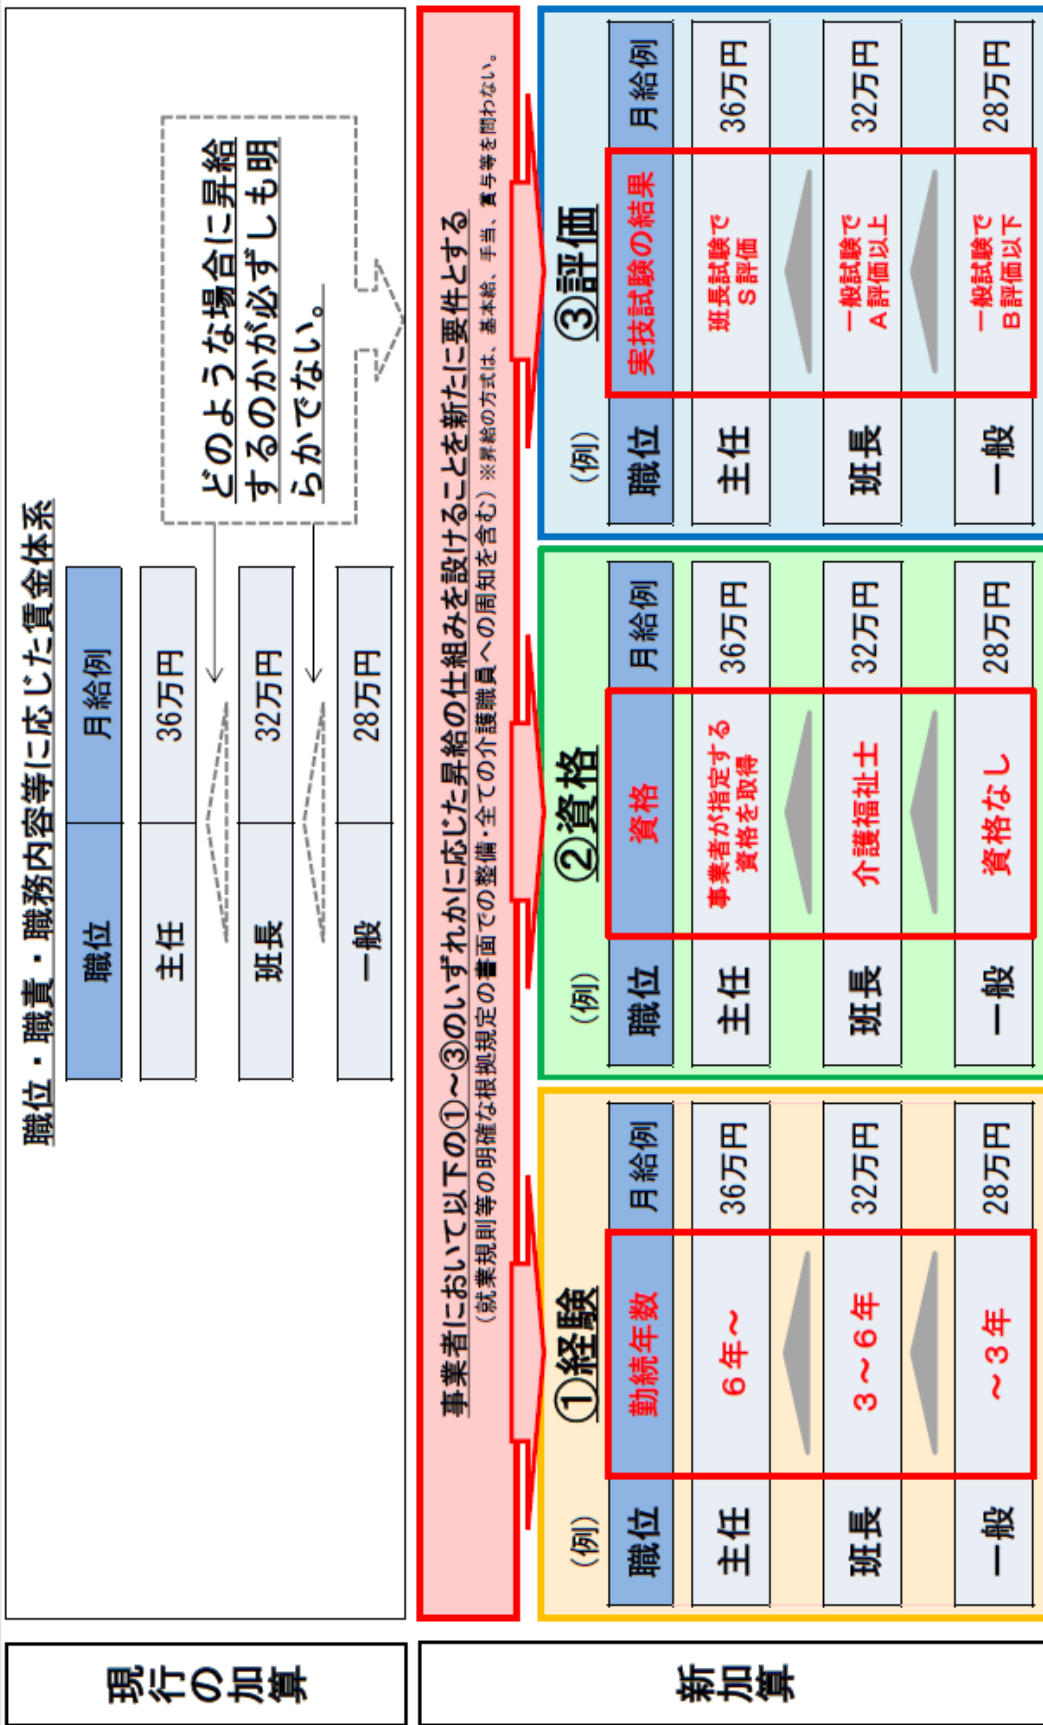 現行の加算
職位・職責・職務内容等に応じた賃金体系
職位 月給例
主任 36万円
班長 32万円
一般 28万円
どのような場合に昇給
するのかが必ずしも明
らかでない。
新加算
事業者において以下の①~③のいずれかに応じた昇給の仕組みを設けることを新たに要件とする
(就業規則等の明確な根拠規定の書面での整備・全ての介護職員への周知を含む)※昇給の方式は、基本給、手当、賞与等を問わない。
①経験
(例)
職位 勤続年数 月給例
主任 6年~ 36万円
班長 3~6年 32万円
一般 ~3年 28万円
②資格
(例)
職位 資格 月給例
主任 事業者が指定する
資格を取得 36万円
班長 介護福祉士 32万円
一般 資格なし 28万円
③評価
(例)
職位 実技試験の結果 月給例
主任 班長試験で
S評価 36万円
班長 一般試験で
A評価以上 32万円
一般 一般試験で
B評価以下 28万円